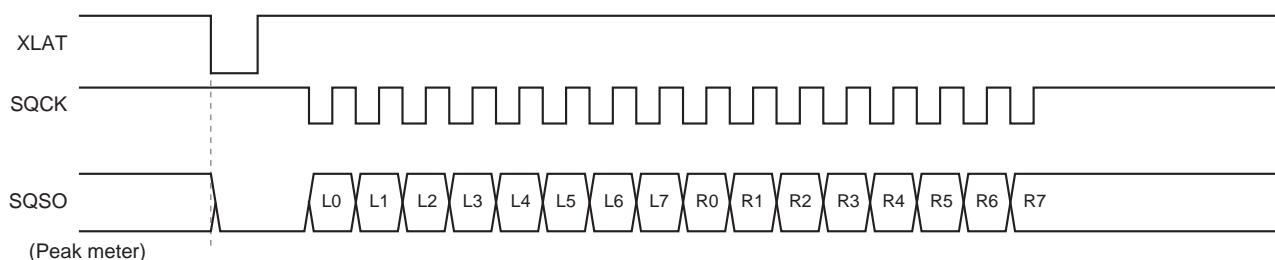 XLAT
SQCK
SQSO
L0 L1 L2 L3 L4 L5 L6 L7 R0 R1 R2 R3 R4 R5 R6 R7
(Peak meter)